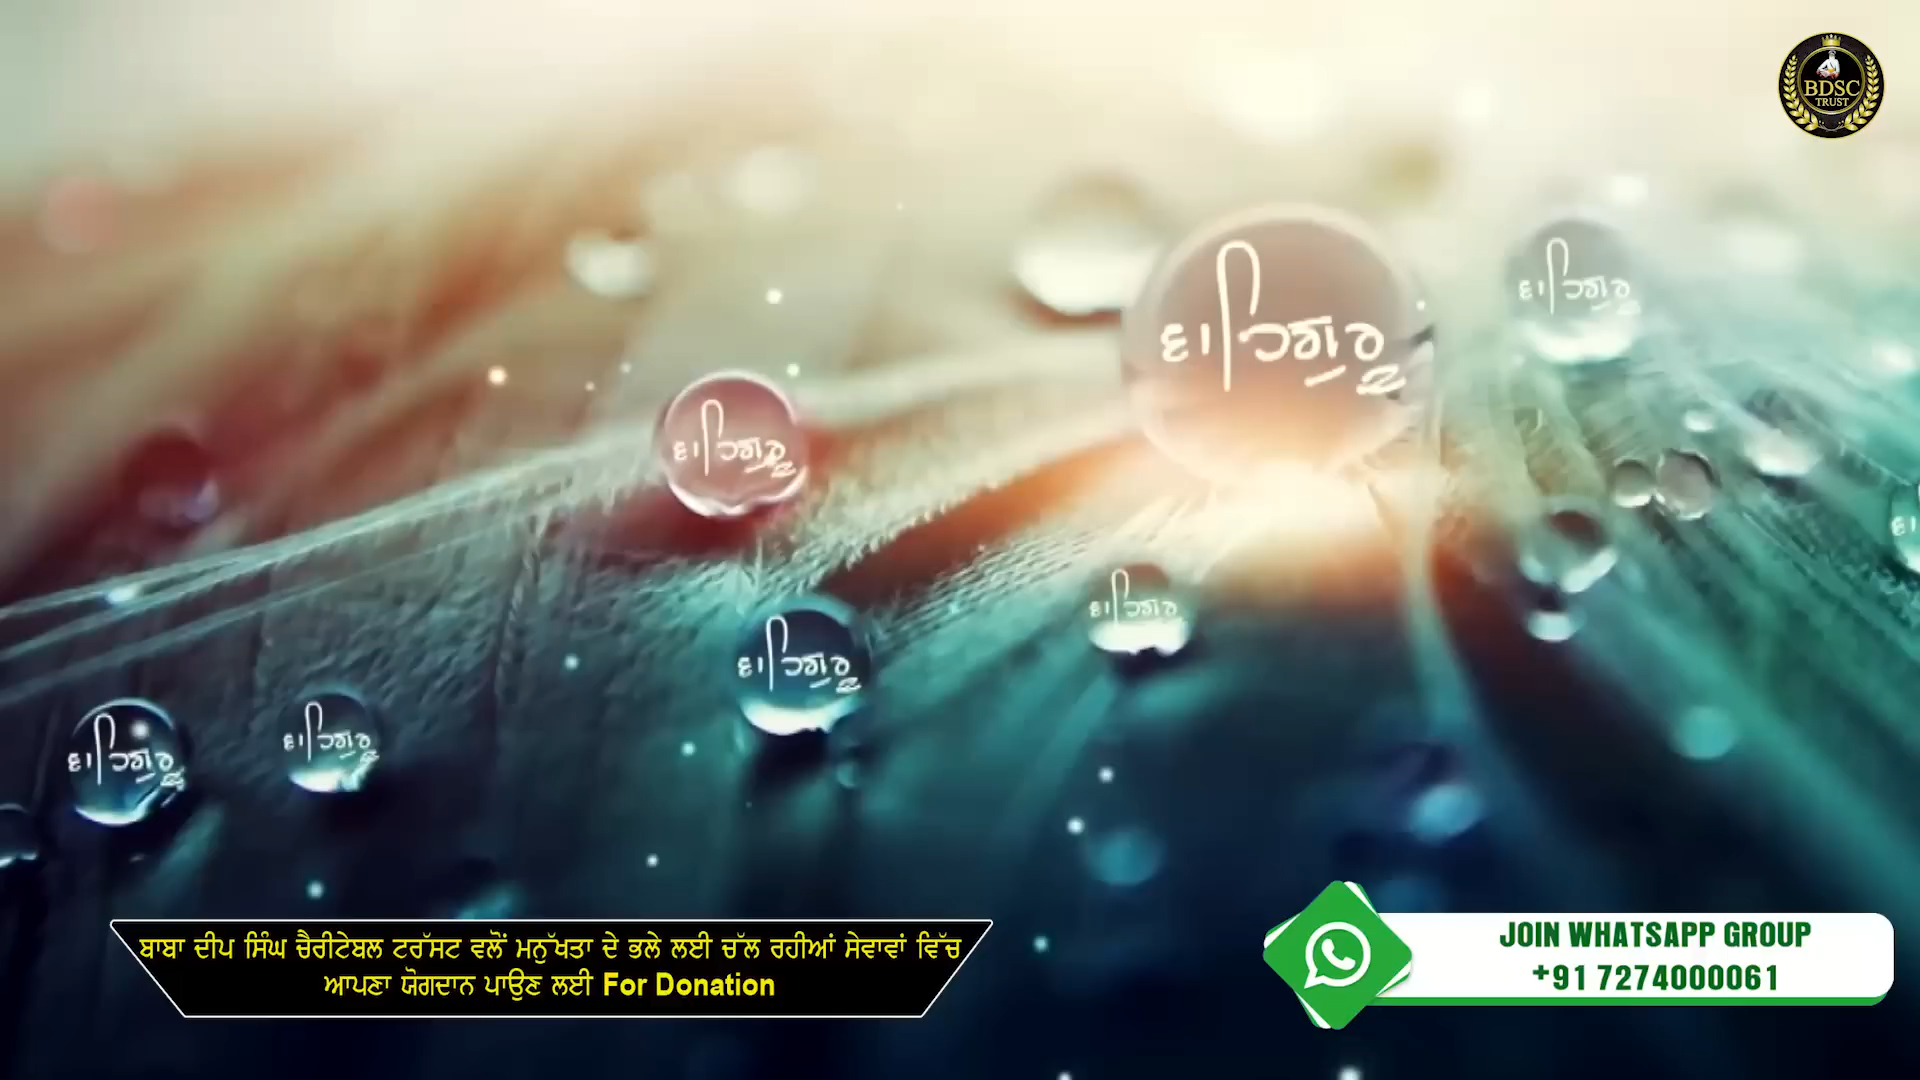 BDSC
TRUST
ਵਾਹਿਗੁਰੂ
ਵਾਹਿਗੁਰੂ
ਵਾਹਿਗੁਰੂ
ਵਾਹਿਗੁਰੂ
ਵਾਹਿਗੁਰੂ
ਵਾਹਿਗੁਰੂ
ਵਾਹਿਗੁਰੂ
ਬਾਬਾ ਦੀਪ ਸਿੰਘ ਚੈਰੀਟੇਬਲ ਟਰੱਸਟ ਵਲੋਂ ਮਨੁੱਖਤਾ ਦੇ ਭਲੇ ਲਈ ਚੱਲ ਰਹੀਆਂ ਸੇਵਾਵਾਂ ਵਿੱਚ
ਆਪਣਾ ਯੋਗਦਾਨ ਪਾਉਣ ਲਈ For Donation
JOIN WHATSAPP GROUP
+91 7274000061